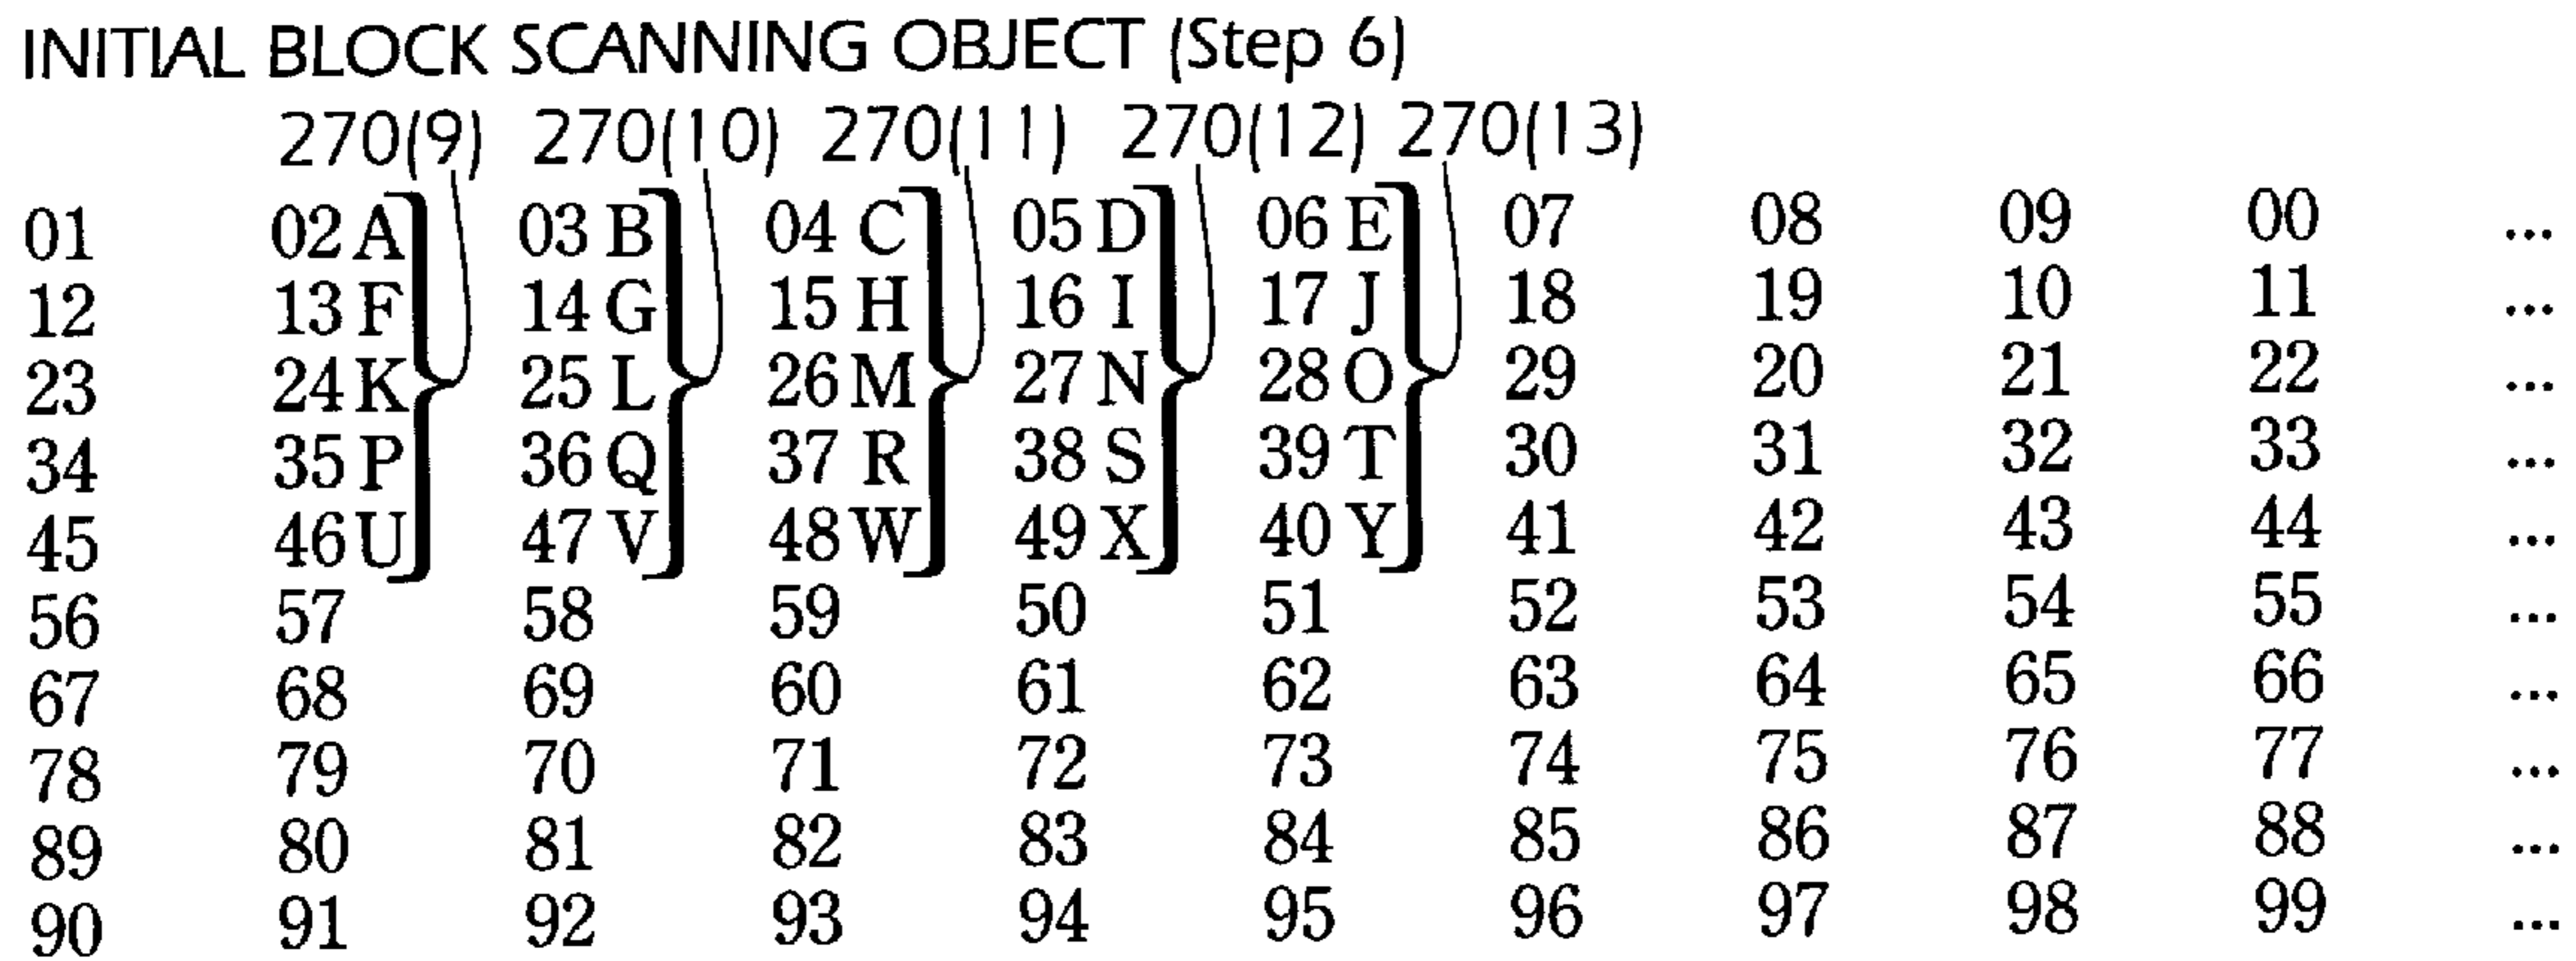 INITIAL BLOCK SCANNING OBJECT (Step 6)
270(9) 270(10) 270(11) 270(12) 270(13)
01 02 A 03 B 04 C 05 D 06 E 07 08 09 00 ...
12 13 F 14 G 15 H 16 I 17 J 18 19 10 11 ...
23 24 K 25 L 26 M 27 N 28 O 29 20 21 22 ...
34 35 P 36 Q 37 R 38 S 39 T 30 31 32 33 ...
45 46 U 47 V 48 W 49 X 40 Y 41 42 43 44 ...
56 57 58 59 50 51 52 53 54 55 ...
67 68 69 60 61 62 63 64 65 66 ...
78 79 70 71 72 73 74 75 76 77 ...
89 80 81 82 83 84 85 86 87 88 ...
90 91 92 93 94 95 96 97 98 99 ...